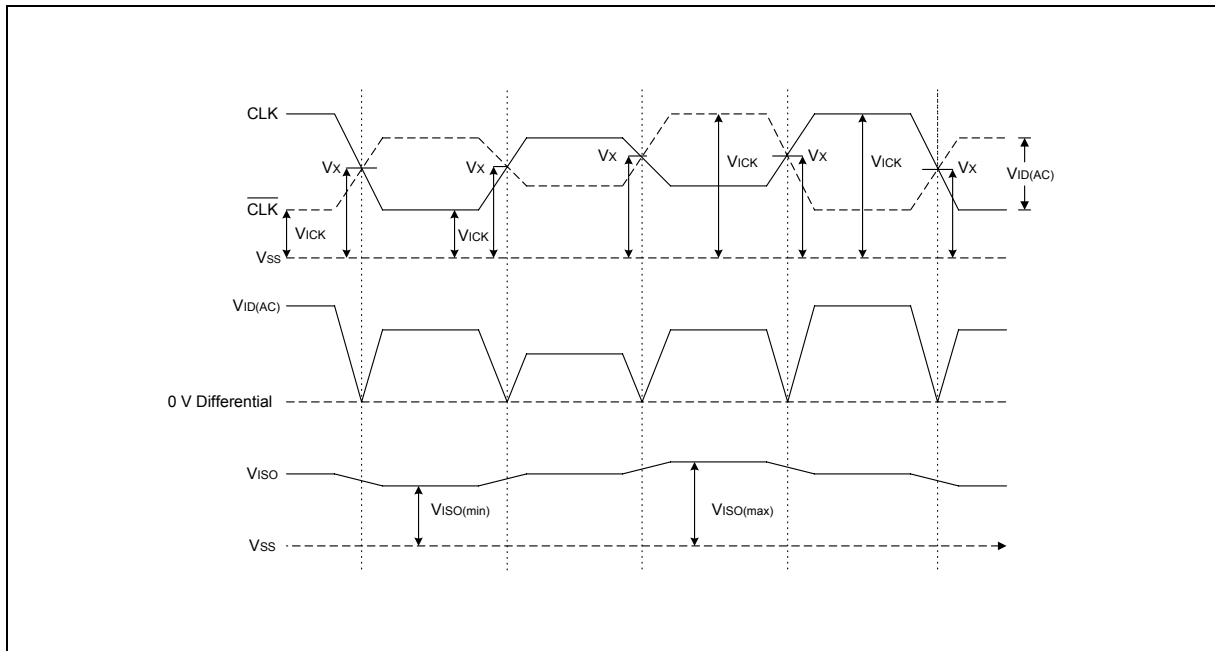 CLK
VX VX VX VICK VX VICK VX VID(AC)
CLK
VICK VICK
VSS
VID(AC)
0 V Differential
VISO
VISO(min) VISO(max)
VSS